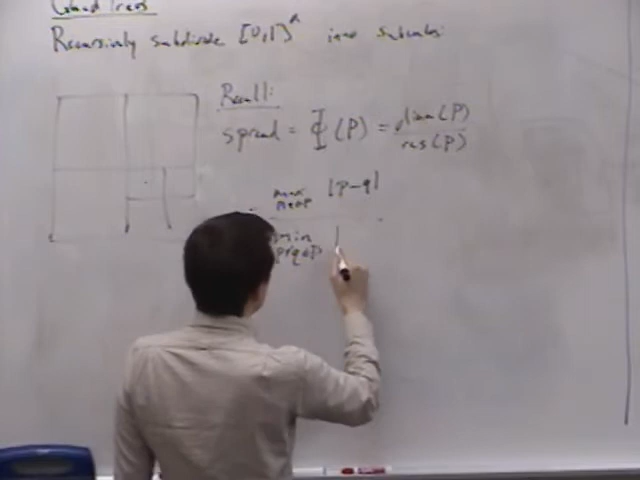 Quad Trees
Recursively subdivide [0,1]^d into subcubes:
Recall:
spread = Φ(P) = diam(P)
res(P)
= max |p-q|
p,q∈P
min |
p≠q∈P